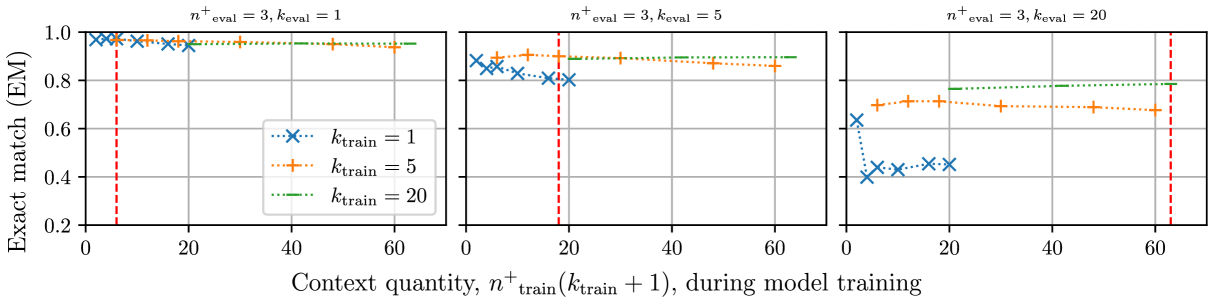 n⁺eval = 3, keval = 1
n⁺eval = 3, keval = 5
n⁺eval = 3, keval = 20
Exact match (EM)
1.0
0.8
0.6
0.4
0.2
ktrain = 1
ktrain = 5
ktrain = 20
0 20 40 60
0 20 40 60
0 20 40 60
Context quantity, n⁺train(ktrain + 1), during model training